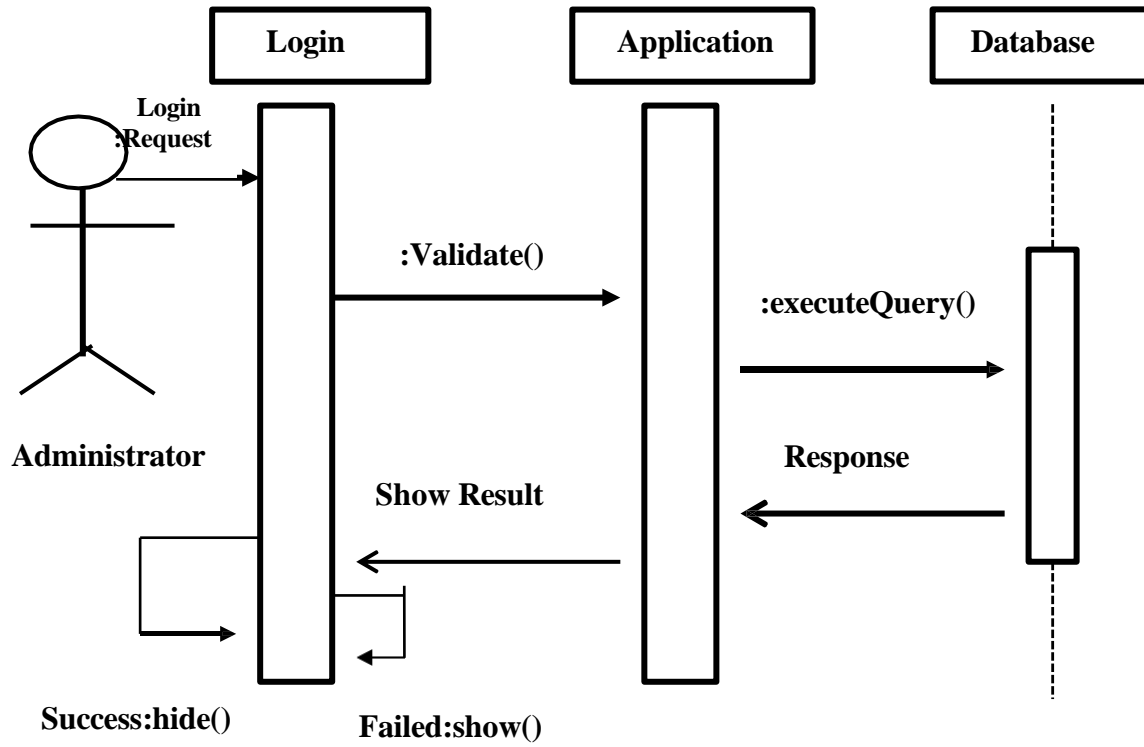 Login
Application
Database
Login
:Request
:Validate()
:executeQuery()
Administrator
Response
Show Result
Success:hide()
Failed:show()